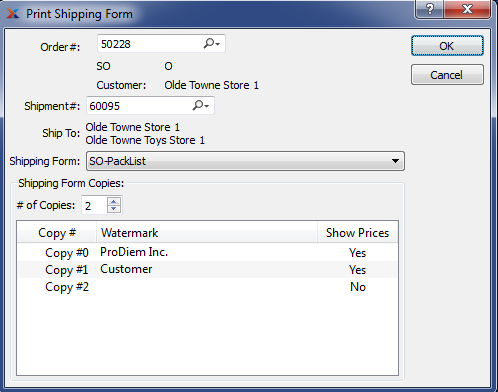 Print Shipping Form
Order#: 50228
OK
SO O
Cancel
Customer: Olde Towne Store 1
Shipment#: 60095
Ship To: Olde Towne Store 1
Olde Towne Toys Store 1
Shipping Form: SO-PackList
Shipping Form Copies:
# of Copies: 2
Copy # Watermark Show Prices
Copy #0 ProDiem Inc. Yes
Copy #1 Customer Yes
Copy #2 No